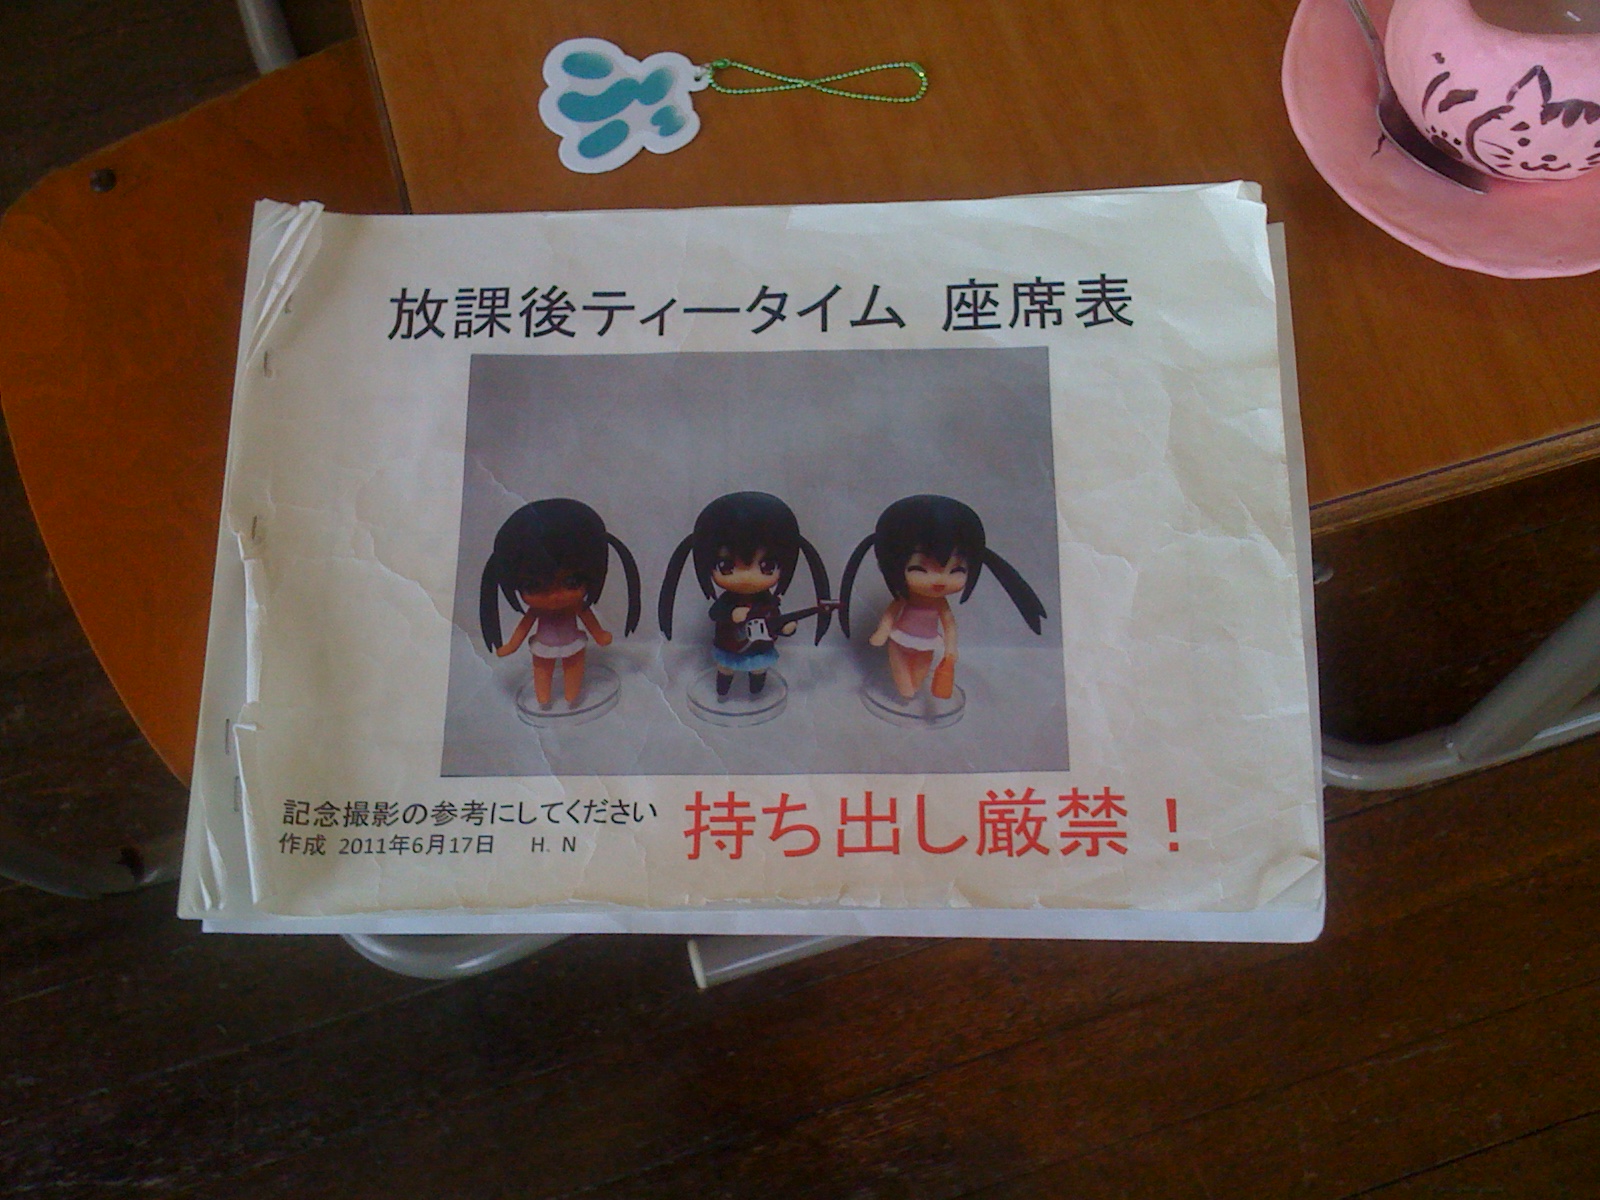 放課後ティータイム 座席表
記念撮影の参考にしてください
作成 2011年6月17日 H. N
持ち出し厳禁！